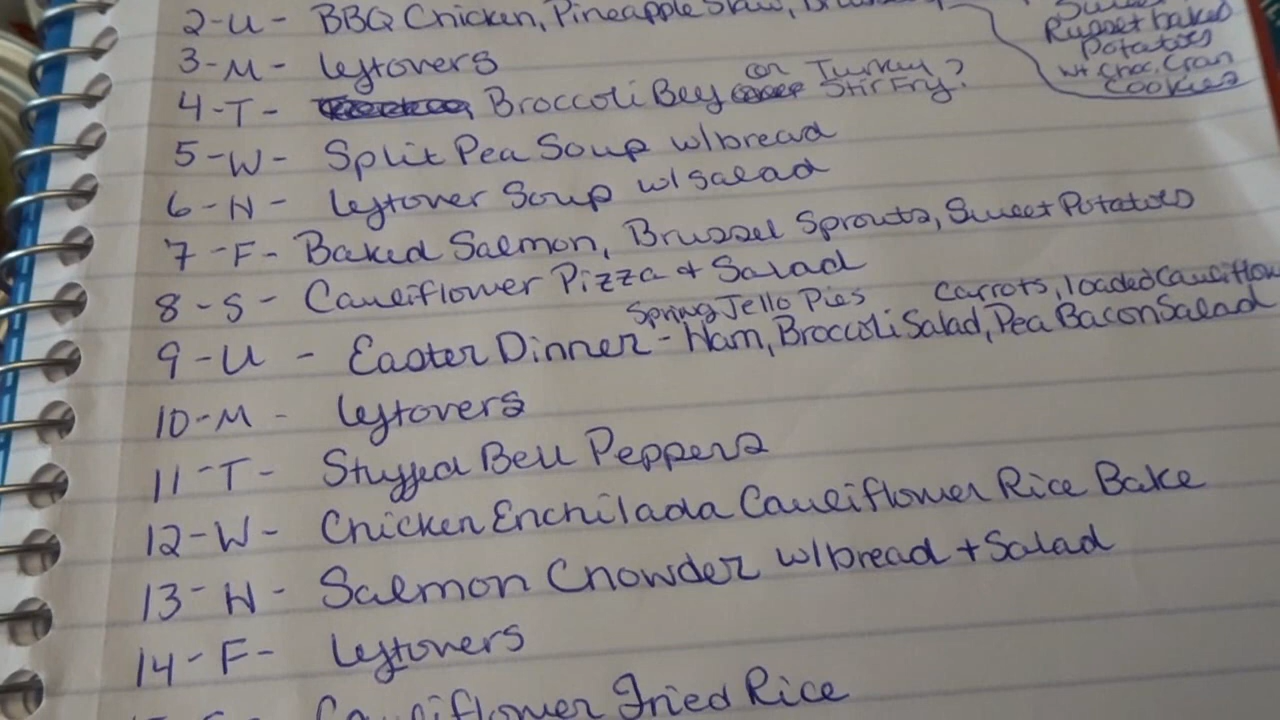 2-U- BBQ Chicken, Pineapple Slaw,
Russet baked
Potatoes
w/ Choc. Cran
Cookies
3-M- leftovers
4-T- Broccoli Beef or Turkey Stir Fry?
5-W- Split Pea Soup w/bread
6-H- leftover Soup w/salad
7-F- Baked Salmon, Brussel Sprouts, Sweet Potatoes
8-S- Cauliflower Pizza + Salad
Spring Jello Pies Carrots, loaded Cauliflow
9-U- Easter Dinner - Ham, Broccoli Salad, Pea Bacon Salad
10-M- leftovers
11-T- Stuffed Bell Peppers
12-W- Chicken Enchilada Cauliflower Rice Bake
13-H- Salmon Chowder w/bread + Salad
14-F- leftovers
Cauliflower Fried Rice